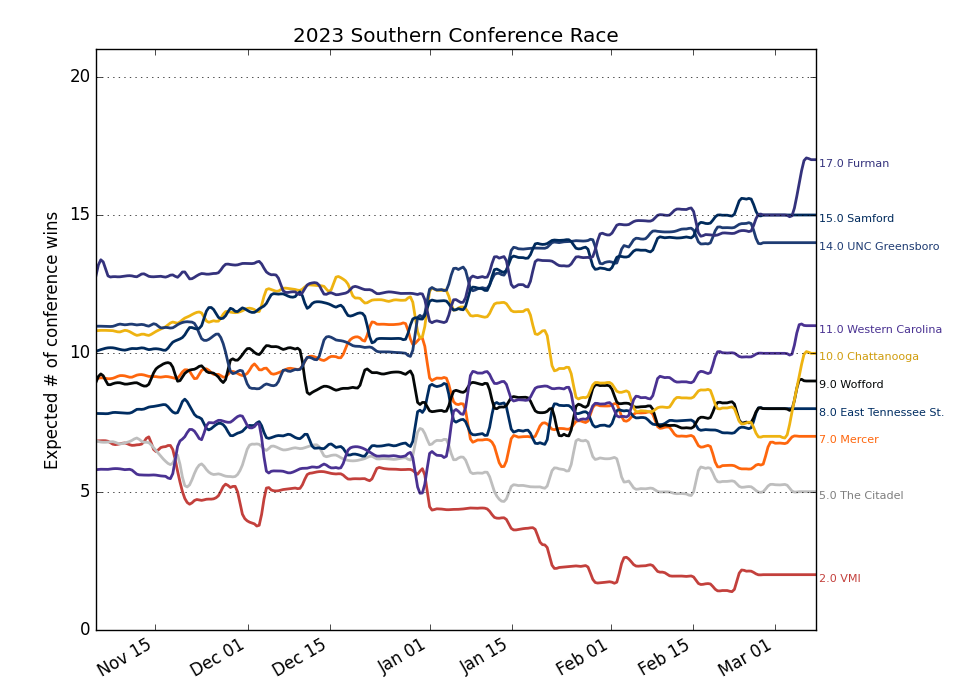 2023 Southern Conference Race
Expected # of conference wins
20
15
10
5
0
17.0 Furman
15.0 Samford
14.0 UNC Greensboro
11.0 Western Carolina
10.0 Chattanooga
9.0 Wofford
8.0 East Tennessee St.
7.0 Mercer
5.0 The Citadel
2.0 VMI
Nov 15
Dec 01
Dec 15
Jan 01
Jan 15
Feb 01
Feb 15
Mar 01